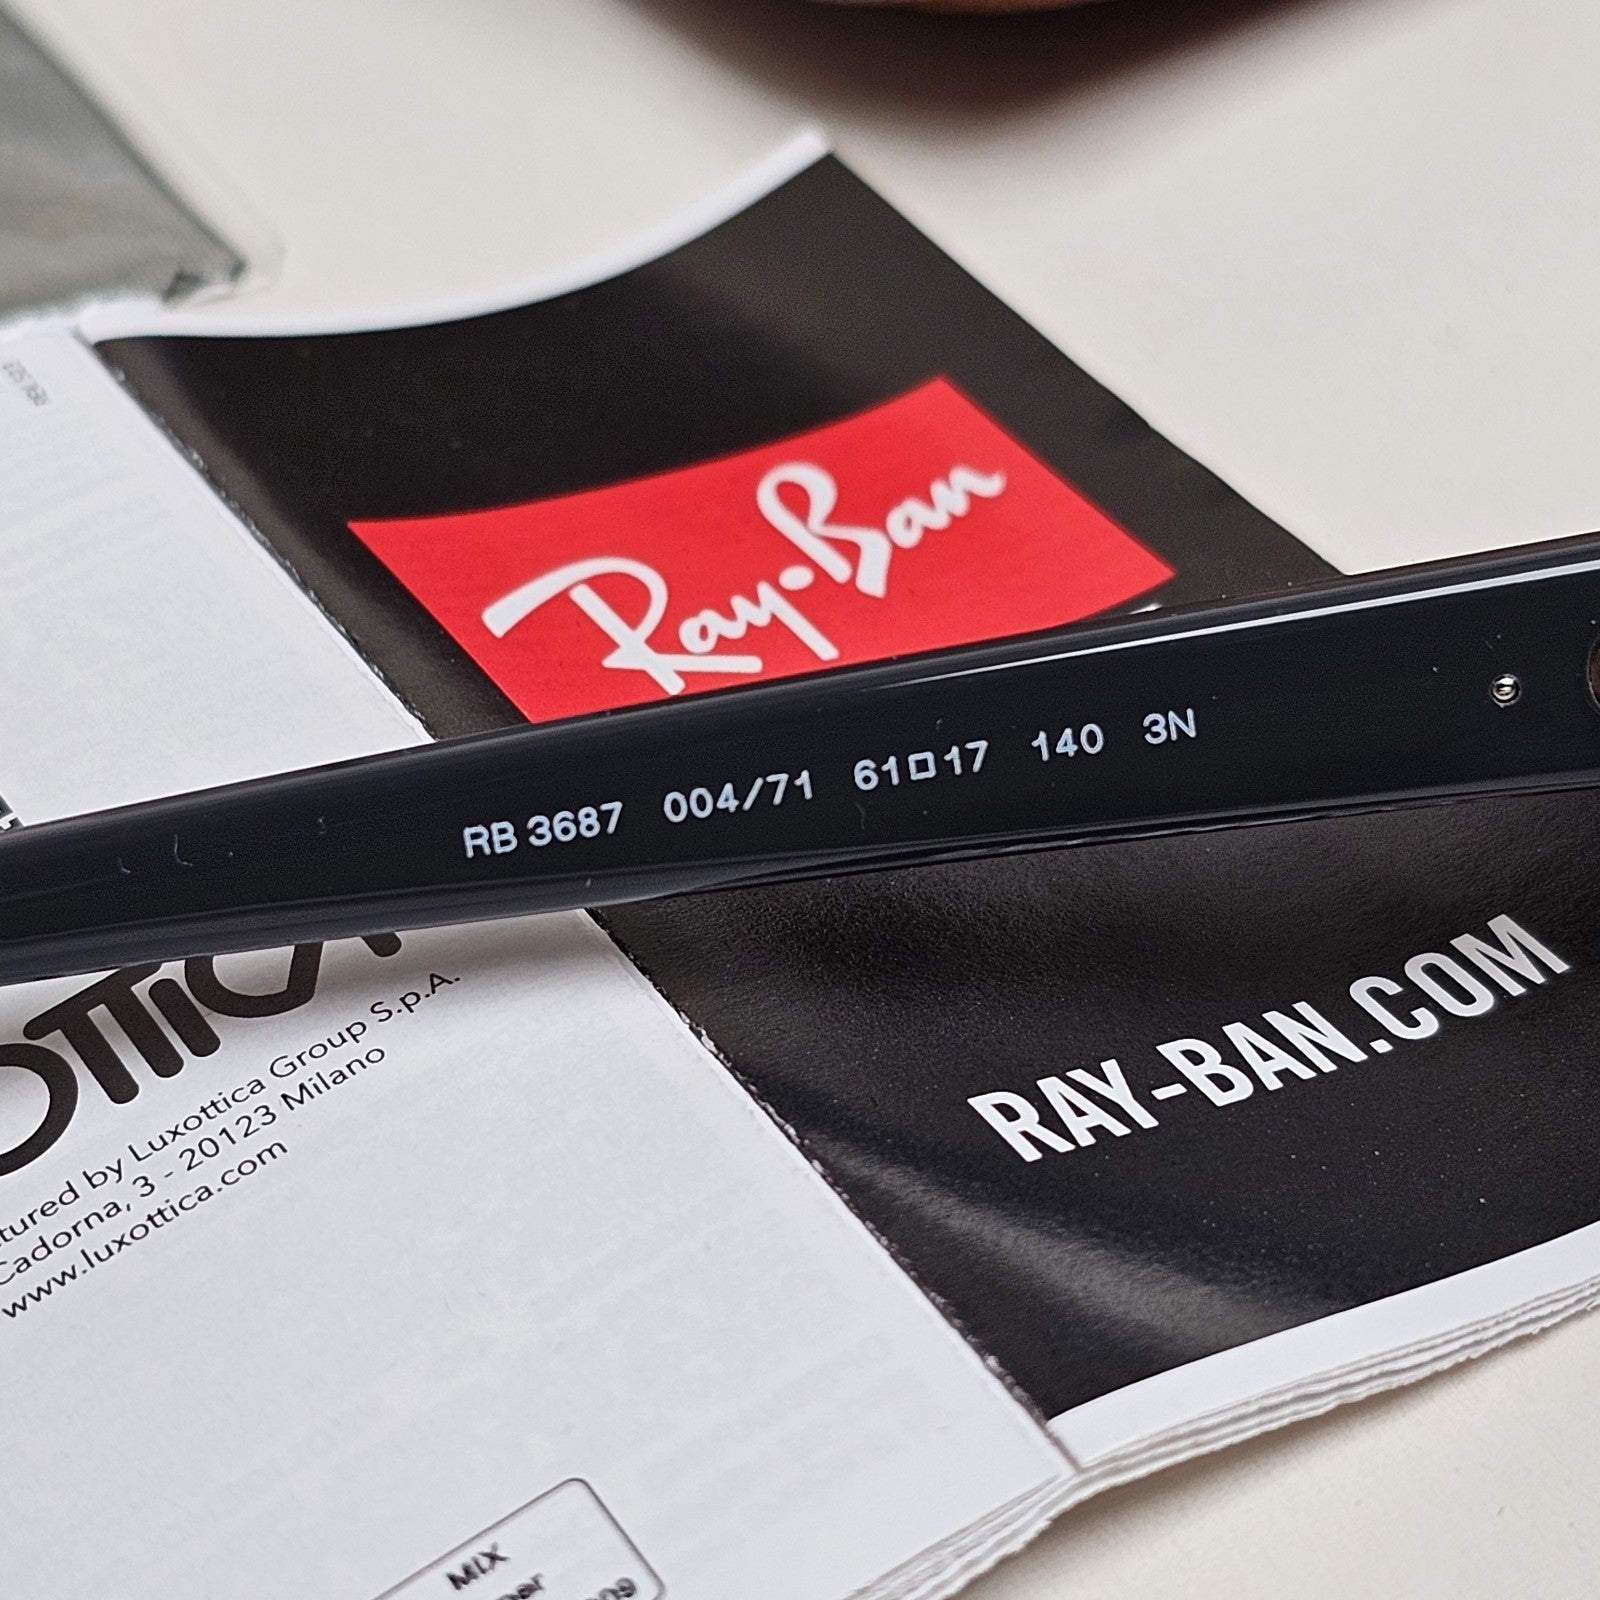 Ray-Ban
RB 3687 004/71 61□17 140 3N
RAY-BAN.COM
by Luxottica Group S.p.A.
Cadorna, 3 - 20123 Milano
www.luxottica.com
MIX